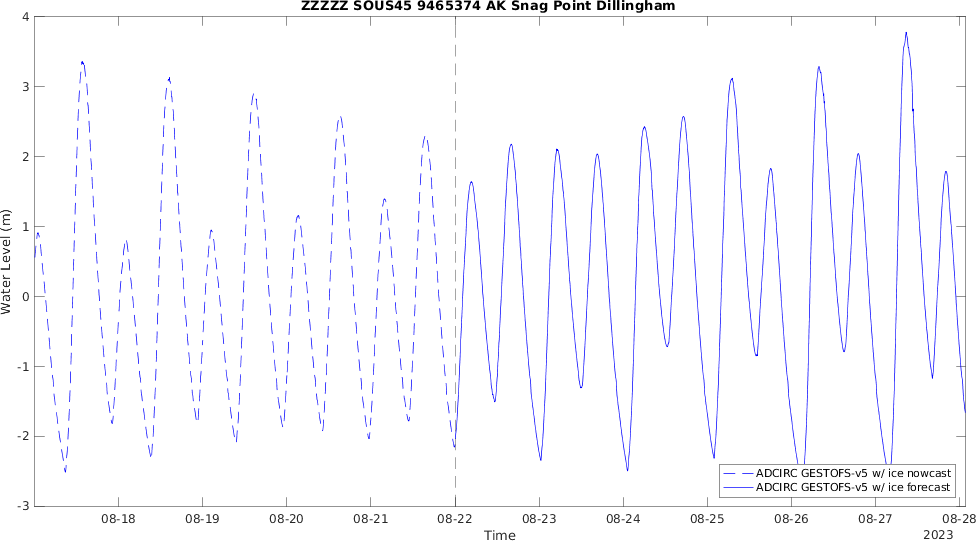 ZZZZZ SOUS45 9465374 AK Snag Point Dillingham
4
3
2
1
0
-1
-2
-3
Water Level (m)
ADCIRC GESTOFS-v5 w/ ice nowcast
ADCIRC GESTOFS-v5 w/ ice forecast
08-18 08-19 08-20 08-21 08-22 08-23 08-24 08-25 08-26 08-27 08-28
Time
2023